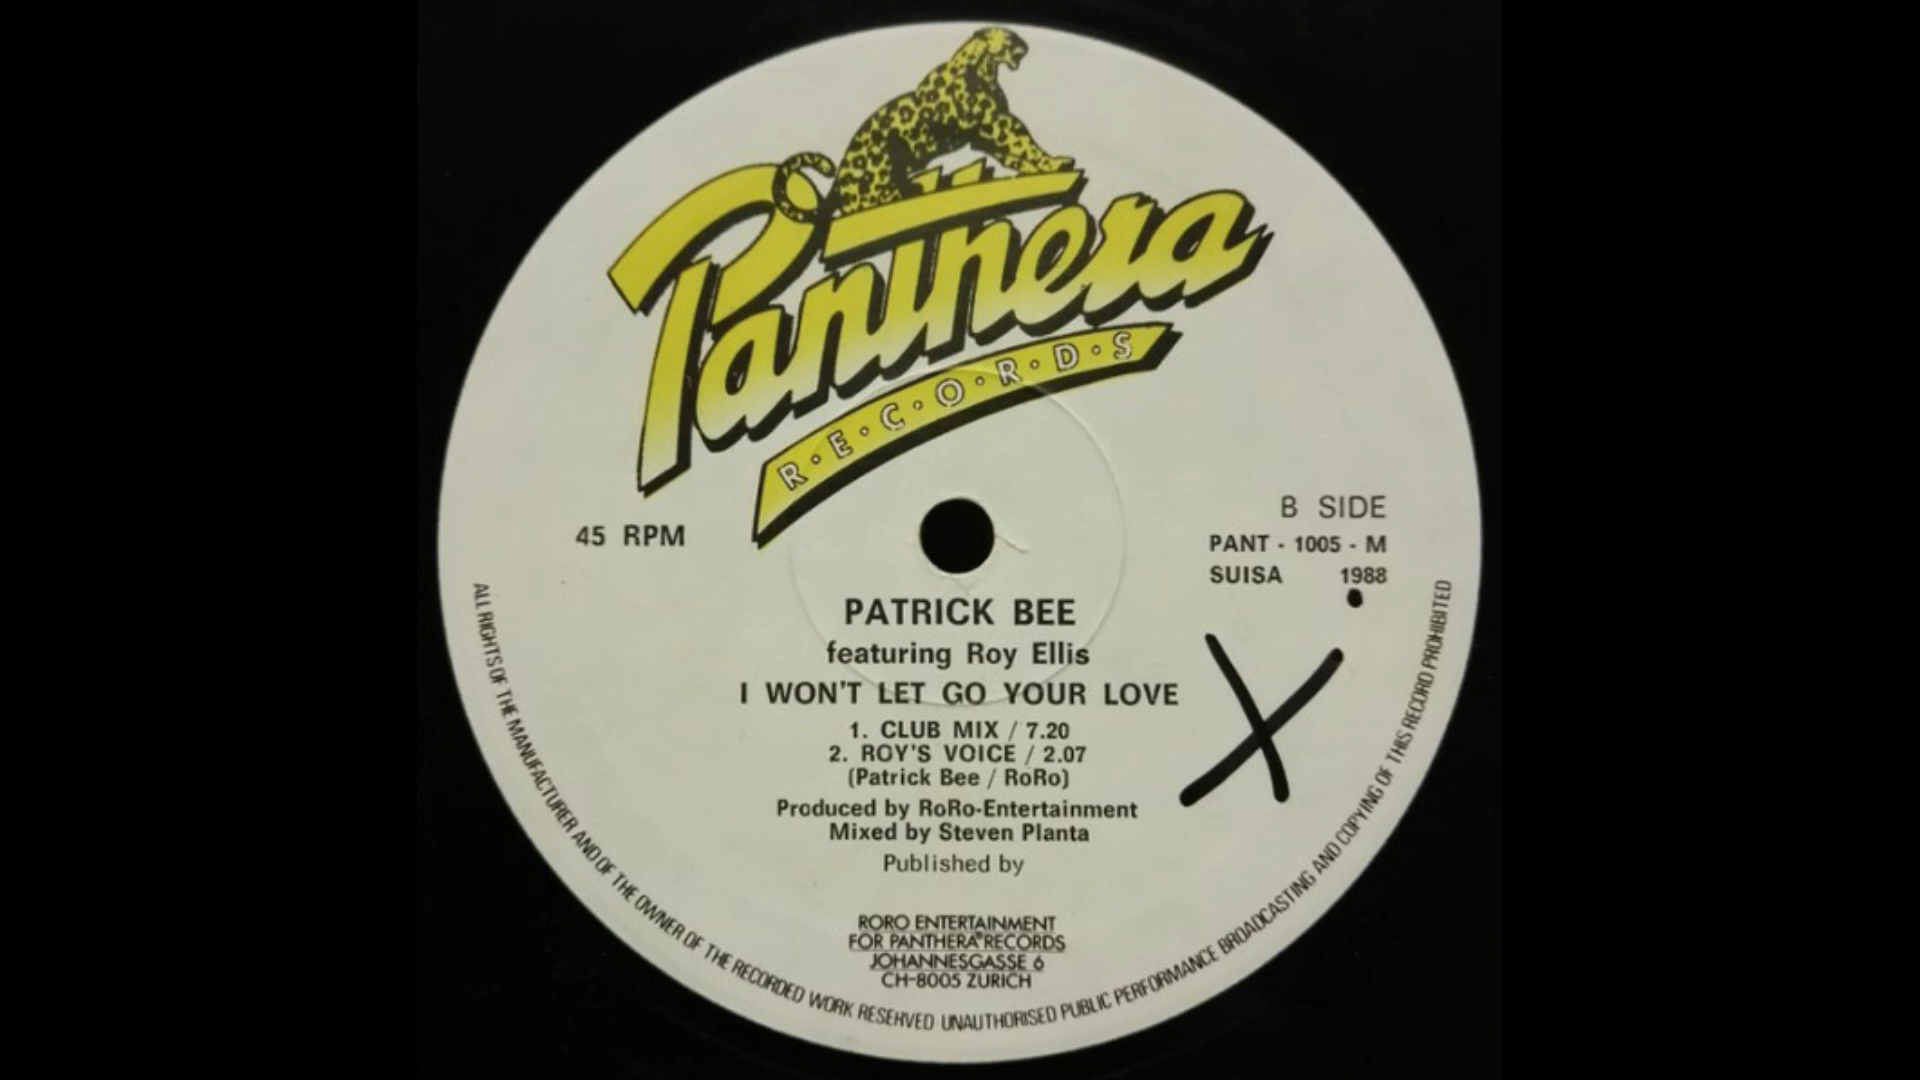 Panthera
R·E·C·O·R·D·S
45 RPM
B SIDE
PANT - 1005 - M
SUISA 1988
PATRICK BEE
featuring Roy Ellis
I WON'T LET GO YOUR LOVE
1. CLUB MIX / 7.20
2. ROY'S VOICE / 2.07
(Patrick Bee / RoRo)
Produced by RoRo-Entertainment
Mixed by Steven Planta
Published by
RORO ENTERTAINMENT
FOR PANTHERA® RECORDS
JOHANNESGASSE 6
CH-8005 ZURICH
ALL RIGHTS OF THE MANUFACTURER AND OF THE OWNER OF THE RECORDED WORK RESERVED UNAUTHORISED PUBLIC PERFORMANCE BROADCASTING AND COPYING OF THIS RECORD PROHIBITED
X